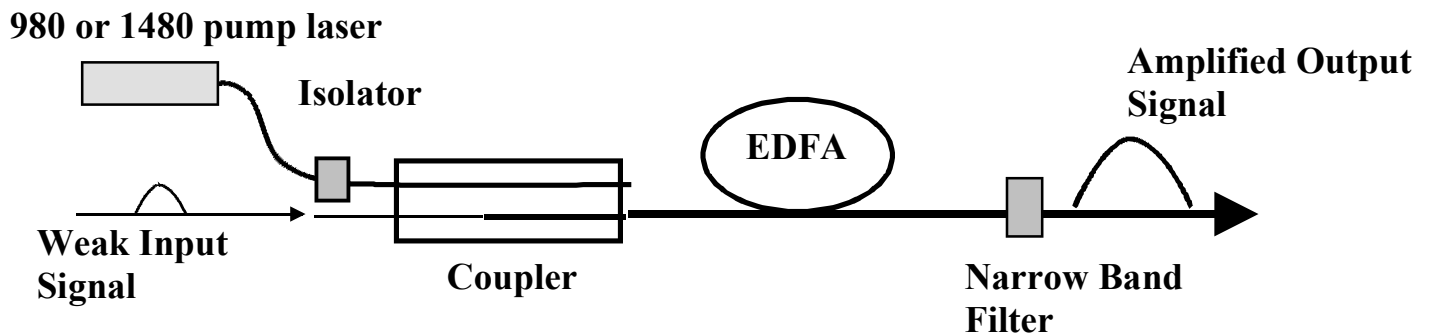 980 or 1480 pump laser
Isolator
Weak Input
Signal
Coupler
EDFA
Amplified Output
Signal
Narrow Band
Filter